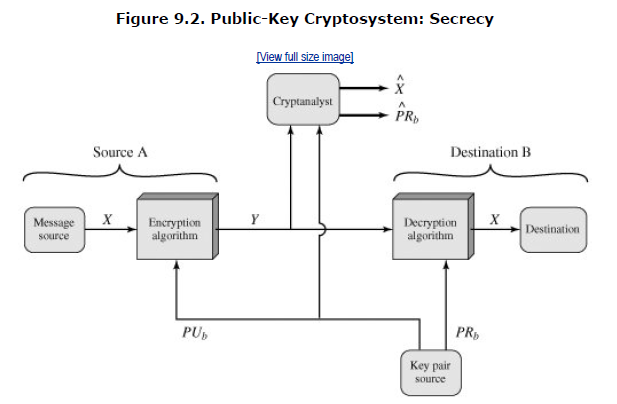 Figure 9.2. Public-Key Cryptosystem: Secrecy
[View full size image]
Cryptanalyst
X̂
P̂R_b
Source A
Destination B
Message
source
X
Encryption
algorithm
Y
Decryption
algorithm
X
Destination
PU_b
PR_b
Key pair
source